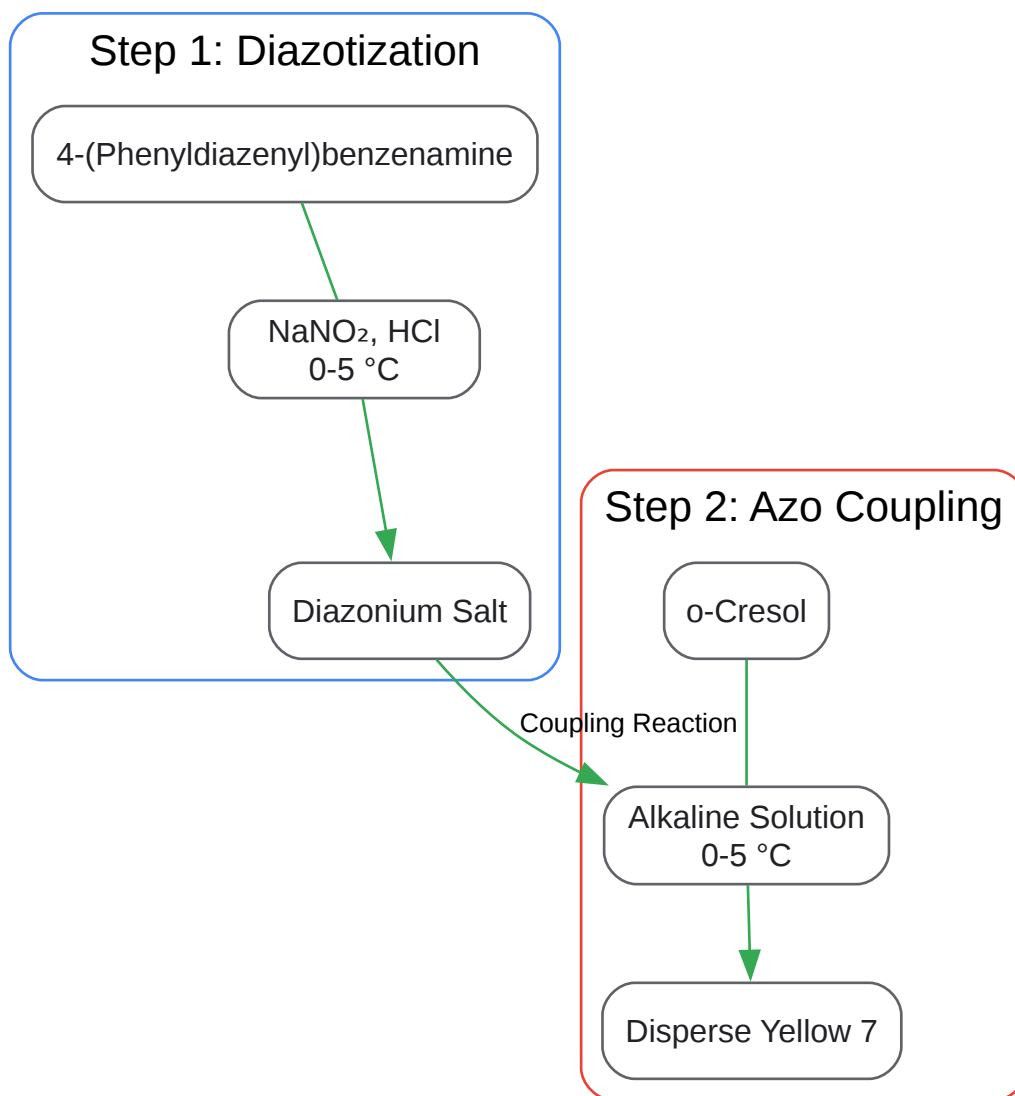 Step 1: Diazotization
4-(Phenyldiazenyl)benzenamine
NaNO₂, HCl
0-5 °C
Diazonium Salt
Step 2: Azo Coupling
o-Cresol
Coupling Reaction
Alkaline Solution
0-5 °C
Disperse Yellow 7